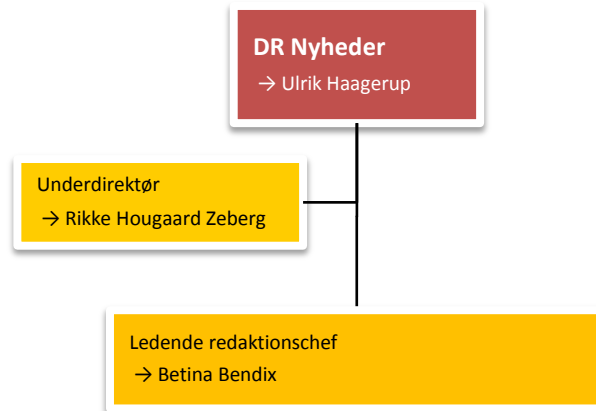 DR Nyheder
→ Ulrik Haagerup
Underdirektør
→ Rikke Hougaard Zeberg
Ledende redaktionschef
→ Betina Bendix